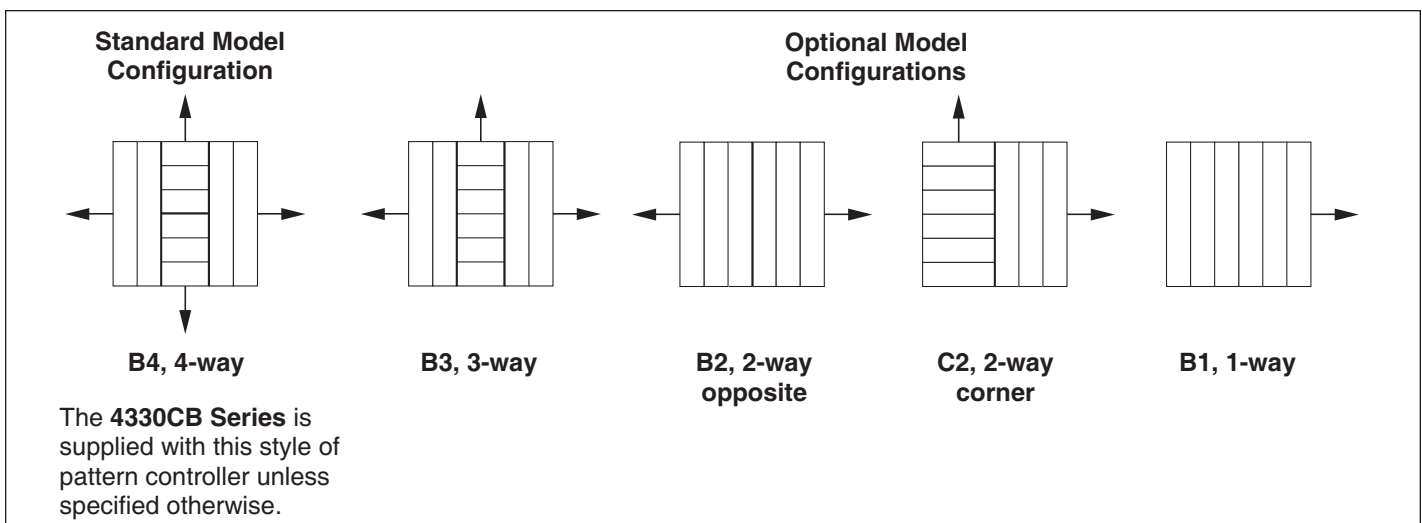 Standard Model
Configuration
Optional Model
Configurations
B4, 4-way
B3, 3-way
B2, 2-way
opposite
C2, 2-way
corner
B1, 1-way
The 4330CB Series is
supplied with this style of
pattern controller unless
specified otherwise.